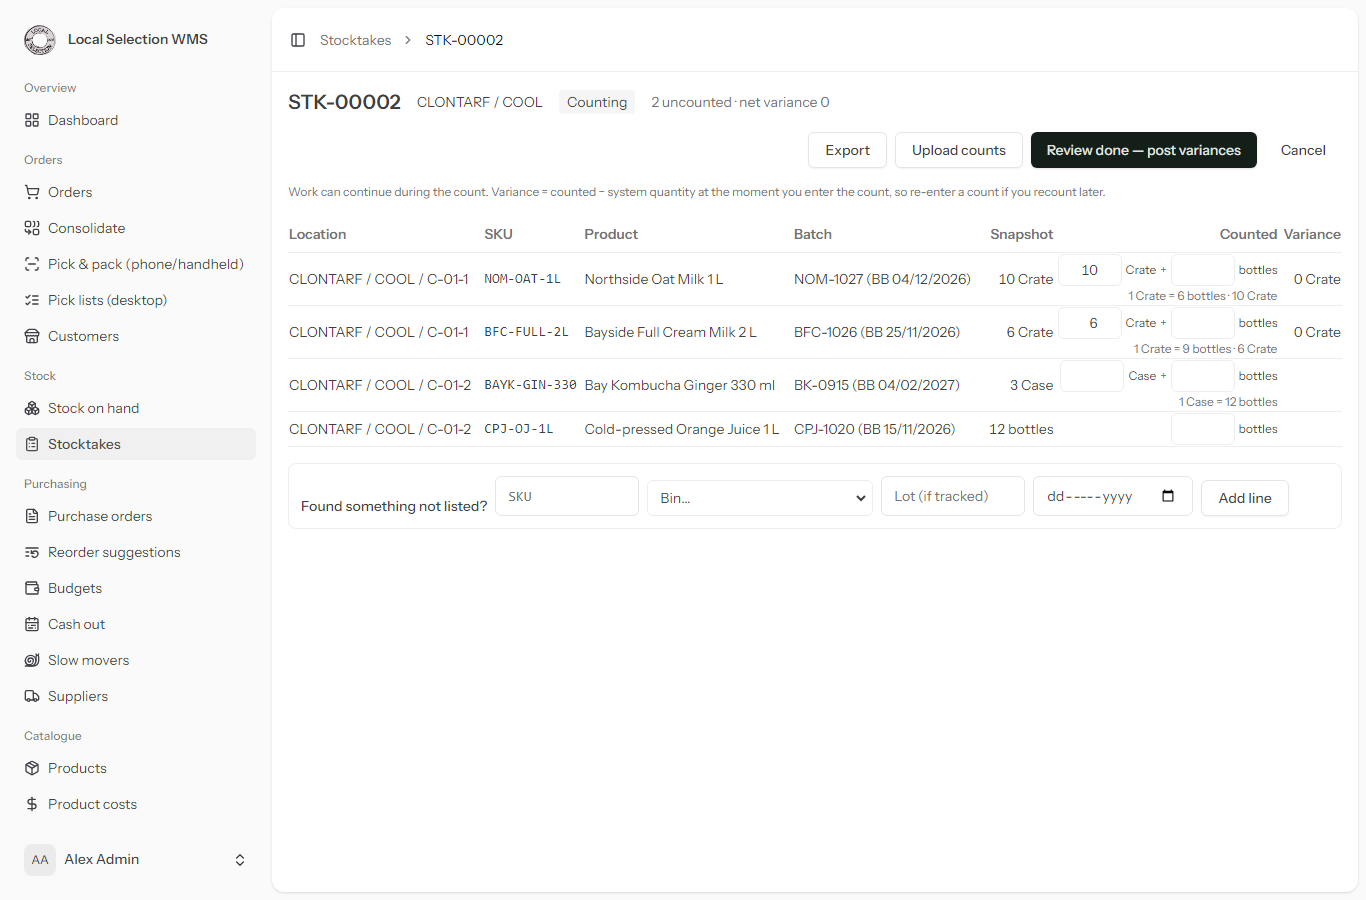 Local Selection WMS
Overview
Dashboard
Orders
Orders
Consolidate
Pick & pack (phone/handheld)
Pick lists (desktop)
Customers
Stock
Stock on hand
Stocktakes
Purchasing
Purchase orders
Reorder suggestions
Budgets
Cash out
Slow movers
Suppliers
Catalogue
Products
Product costs
AA Alex Admin
Stocktakes > STK-00002
STK-00002 CLONTARF / COOL Counting 2 uncounted · net variance 0
Export Upload counts Review done — post variances Cancel
Work can continue during the count. Variance = counted − system quantity at the moment you enter the count, so re-enter a count if you recount later.
Location SKU Product Batch Snapshot Counted Variance
CLONTARF / COOL / C-01-1 NOM-OAT-1L Northside Oat Milk 1 L NOM-1027 (BB 04/12/2026) 10 Crate 10 Crate + bottles 0 Crate
1 Crate = 6 bottles · 10 Crate
CLONTARF / COOL / C-01-1 BFC-FULL-2L Bayside Full Cream Milk 2 L BFC-1026 (BB 25/11/2026) 6 Crate 6 Crate + bottles 0 Crate
1 Crate = 9 bottles · 6 Crate
CLONTARF / COOL / C-01-2 BAYK-GIN-330 Bay Kombucha Ginger 330 ml BK-0915 (BB 04/02/2027) 3 Case Case + bottles
1 Case = 12 bottles
CLONTARF / COOL / C-01-2 CPJ-OJ-1L Cold-pressed Orange Juice 1 L CPJ-1020 (BB 15/11/2026) 12 bottles bottles
Found something not listed? SKU Bin... Lot (if tracked) dd-----yyyy Add line